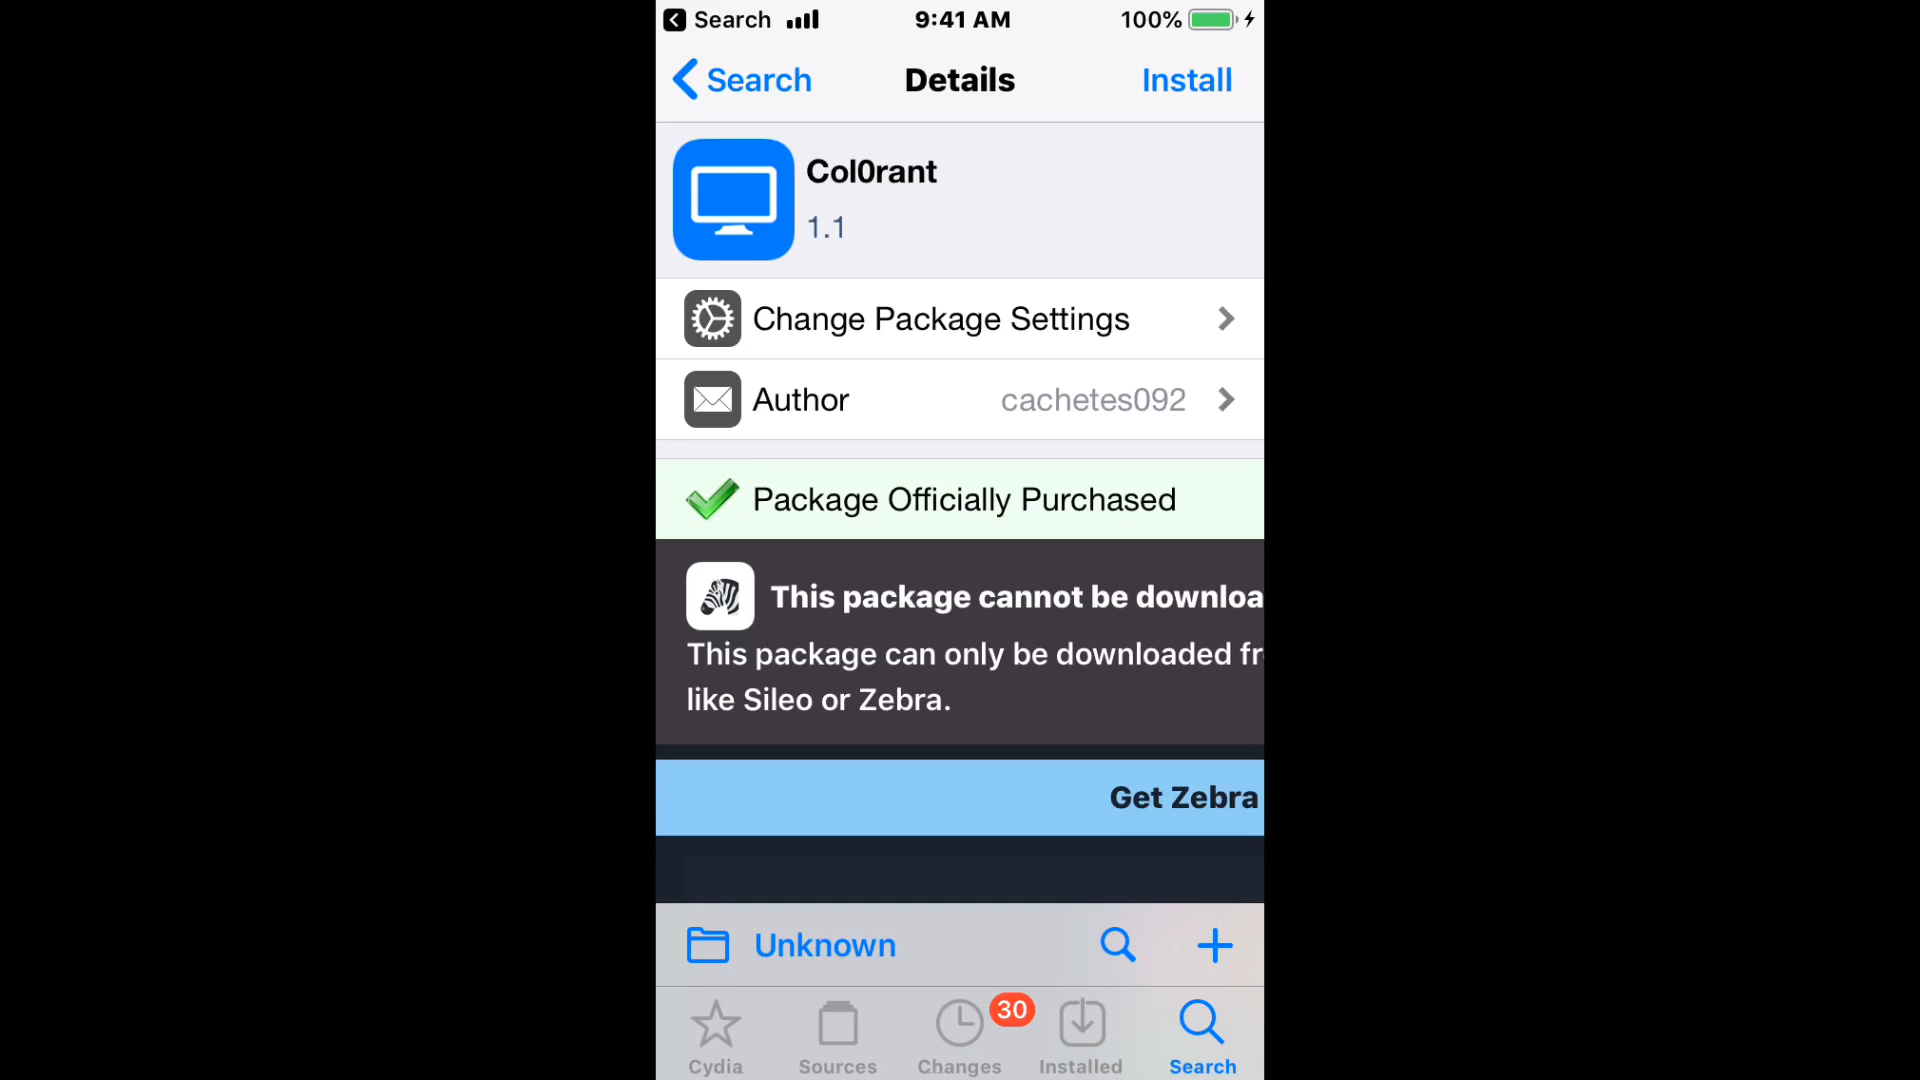 Search 9:41 AM 100%
Search Details Install
Col0rant
1.1
Change Package Settings
Author cachetes092
Package Officially Purchased
This package cannot be downloa
This package can only be downloaded fr
like Sileo or Zebra.
Get Zebra
Unknown
30
Cydia Sources Changes Installed Search